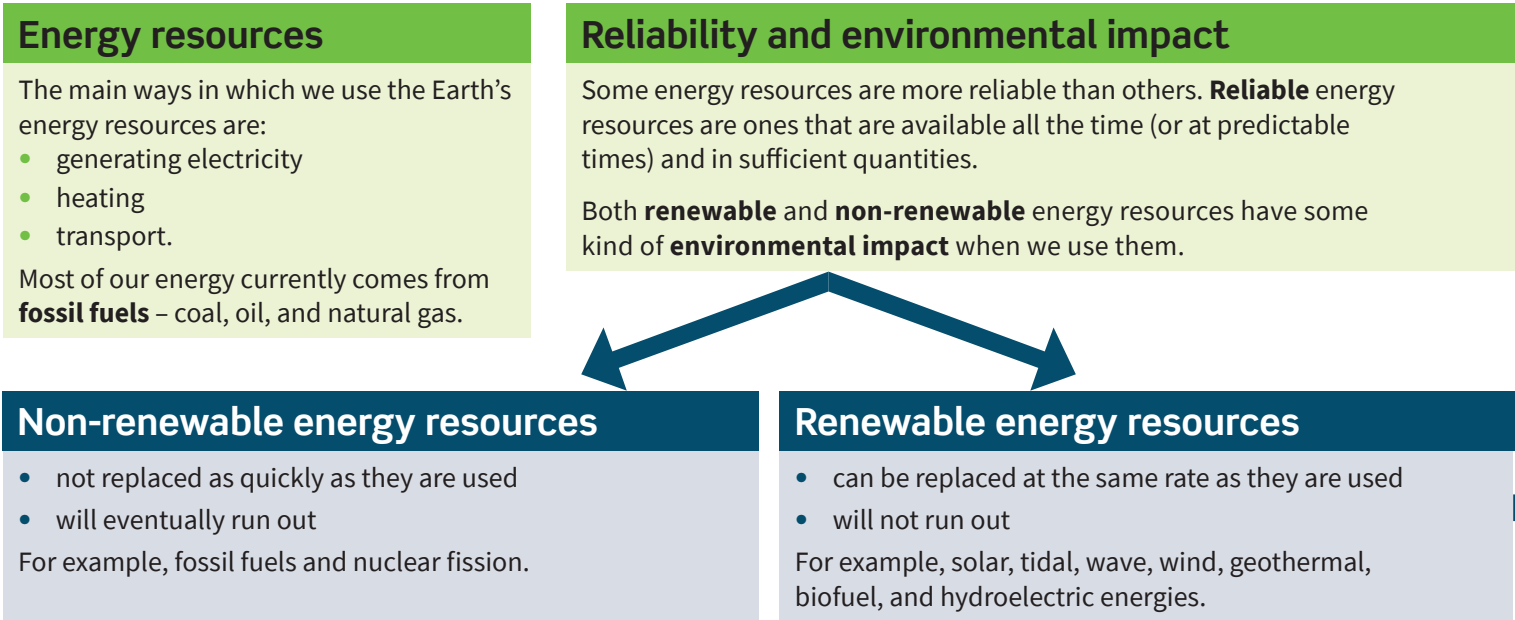 Energy resources
The main ways in which we use the Earth’s
energy resources are:
• generating electricity
• heating
• transport.
Most of our energy currently comes from
fossil fuels – coal, oil, and natural gas.
Reliability and environmental impact
Some energy resources are more reliable than others. Reliable energy
resources are ones that are available all the time (or at predictable
times) and in sufficient quantities.
Both renewable and non-renewable energy resources have some
kind of environmental impact when we use them.
Non-renewable energy resources
• not replaced as quickly as they are used
• will eventually run out
For example, fossil fuels and nuclear fission.
Renewable energy resources
• can be replaced at the same rate as they are used
• will not run out
For example, solar, tidal, wave, wind, geothermal,
biofuel, and hydroelectric energies.